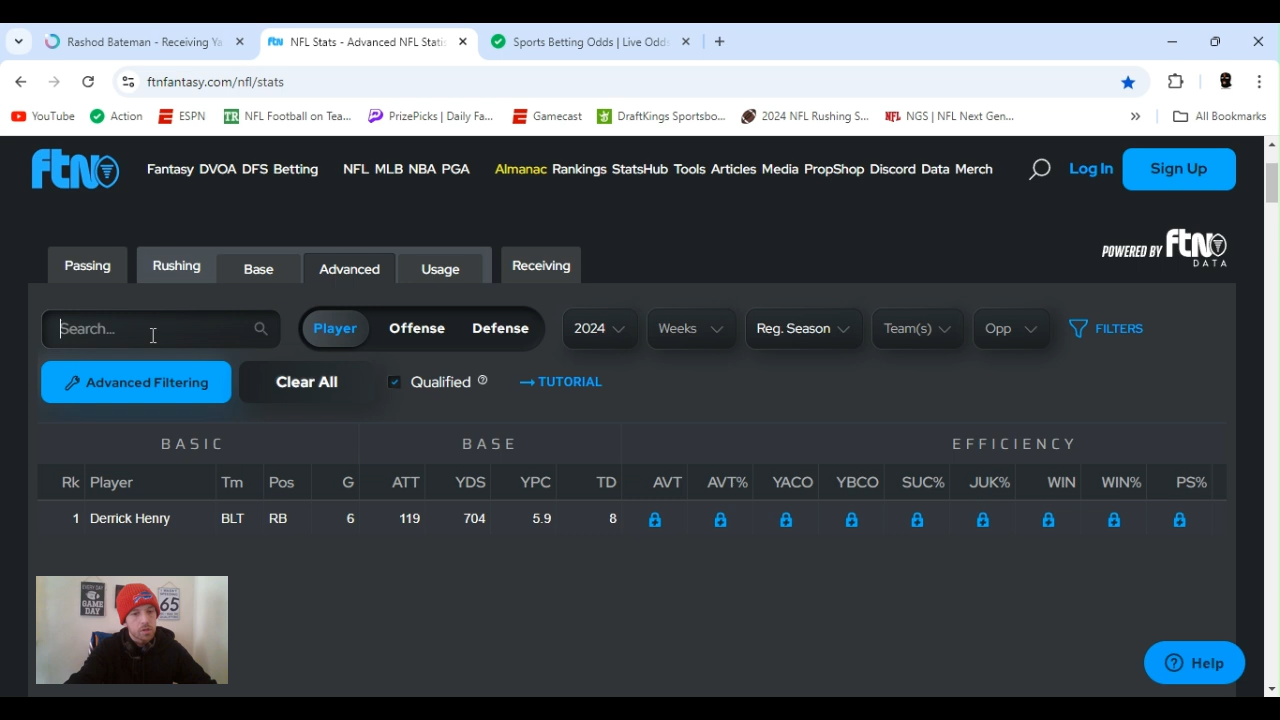 Rashod Bateman - Receiving Ya
NFL Stats - Advanced NFL Stati
Sports Betting Odds | Live Odd
ftnfantasy.com/nfl/stats
YouTube Action ESPN NFL Football on Tea... PrizePicks | Daily Fa... Gamecast DraftKings Sportsbo... 2024 NFL Rushing S... NGS | NFL Next Gen... » All Bookmarks
ftn Fantasy DVOA DFS Betting NFL MLB NBA PGA Almanac Rankings StatsHub Tools Articles Media PropShop Discord Data Merch Log In Sign Up
POWERED BY ftn DATA
Passing Rushing Base Advanced Usage Receiving
Search... Player Offense Defense 2024 Weeks Reg. Season Team(s) Opp FILTERS
Advanced Filtering Clear All Qualified → TUTORIAL
BASIC BASE EFFICIENCY
Rk Player Tm Pos G ATT YDS YPC TD AVT AVT% YACO YBCO SUC% JUK% WIN WIN% PS%
1 Derrick Henry BLT RB 6 119 704 5.9 8
GAME
DAY
65
Help